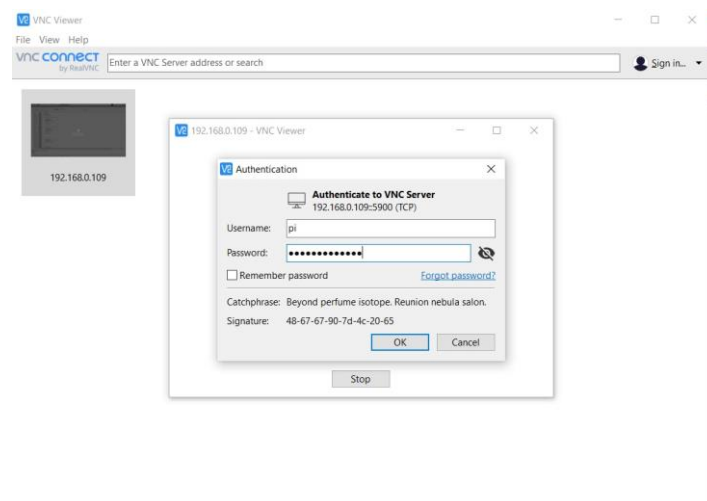 VNC Viewer
File View Help
vnc connect
by RealVNC
Enter a VNC Server address or search
Sign in...
192.168.0.109
192.168.0.109 - VNC Viewer
Authentication
Authenticate to VNC Server
192.168.0.109::5900 (TCP)
Username: pi
Password: •••••••••••••
Remember password Forgot password?
Catchphrase: Beyond perfume isotope. Reunion nebula salon.
Signature: 48-67-67-90-7d-4c-20-65
OK Cancel
Stop